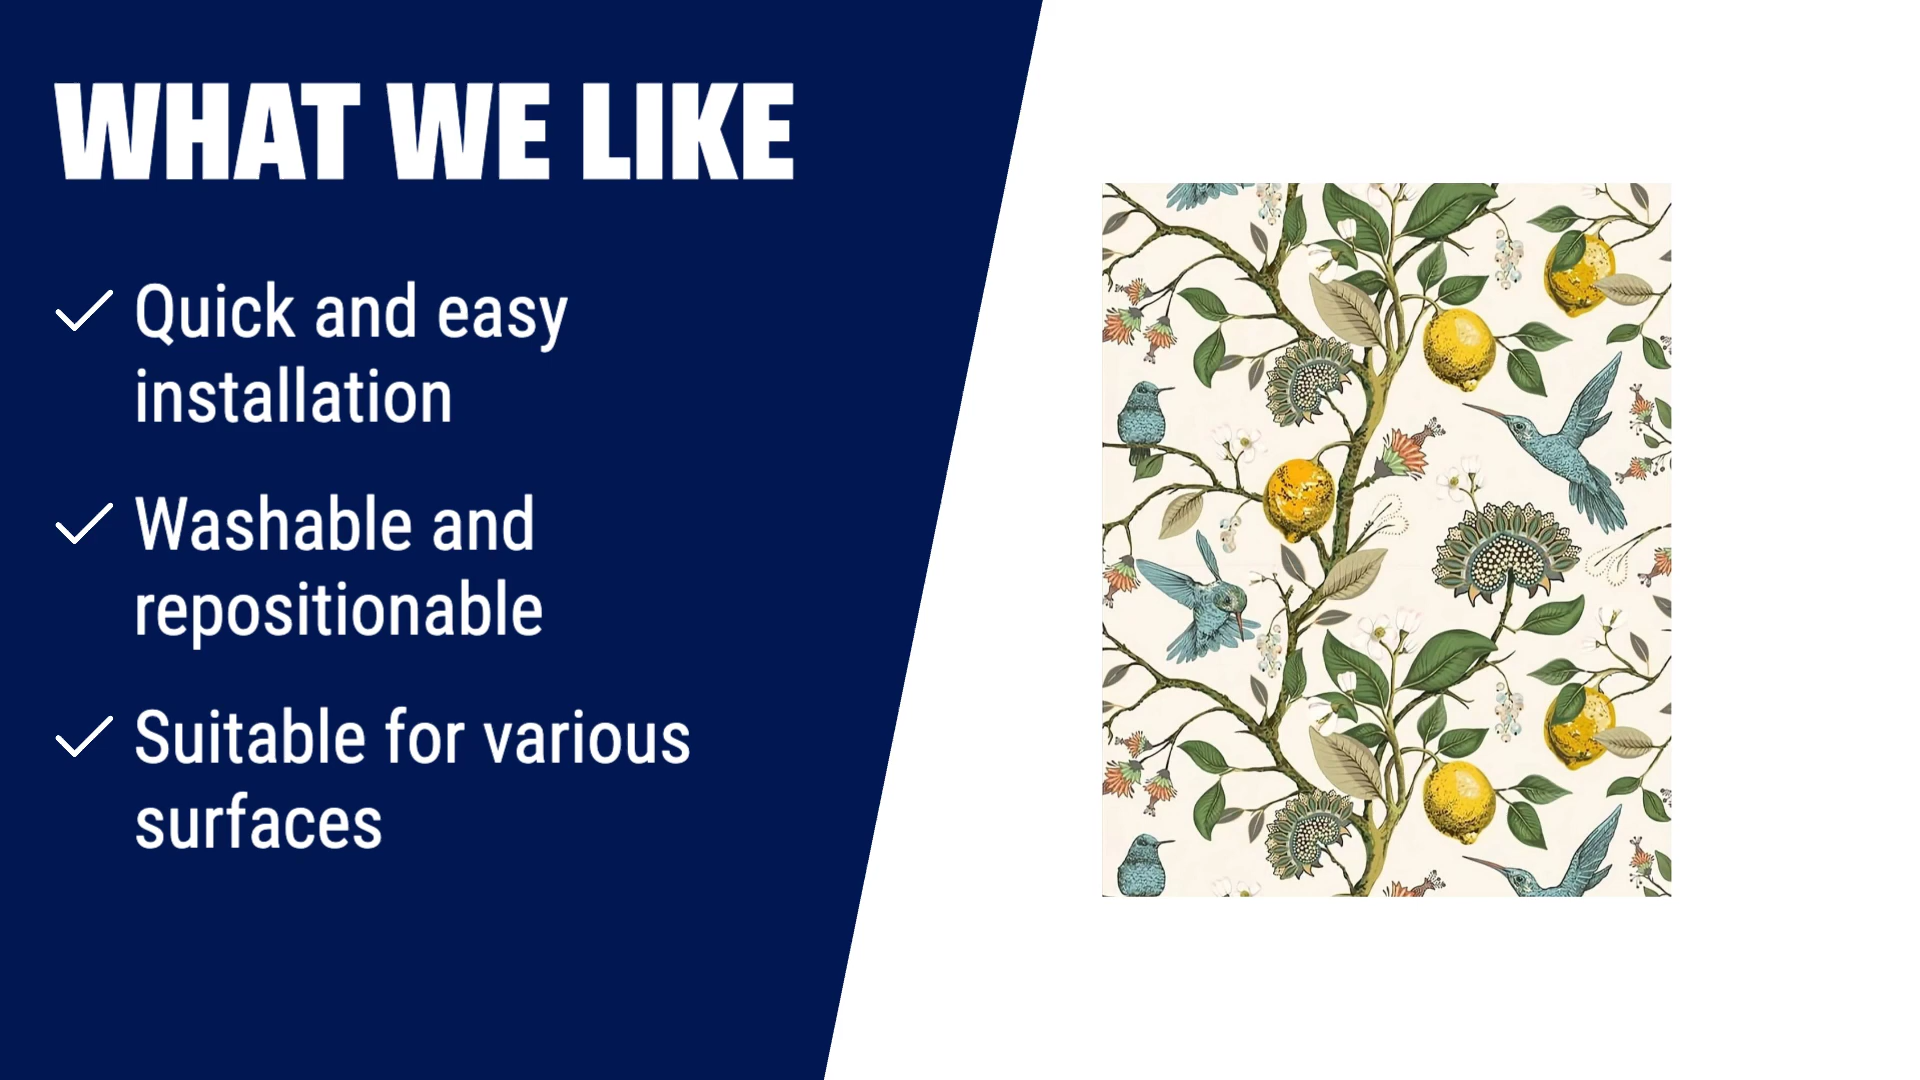 WHAT WE LIKE
Quick and easy
installation
Washable and
repositionable
Suitable for various
surfaces